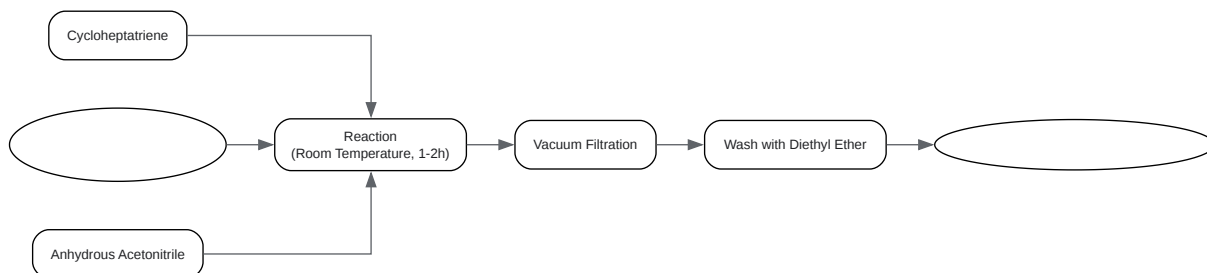 Cycloheptatriene
Reaction
(Room Temperature, 1-2h)
Vacuum Filtration
Wash with Diethyl Ether
Anhydrous Acetonitrile